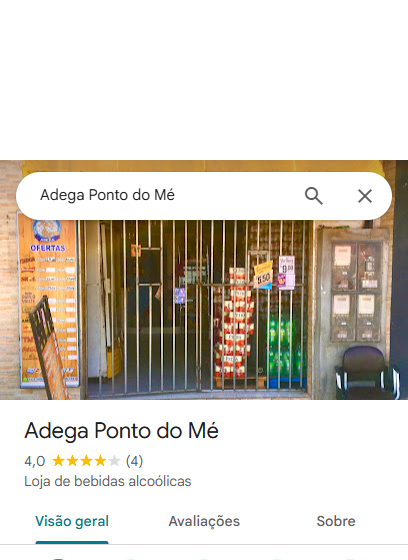 Adega Ponto do Mé
OFERTAS
5,50
Adega Ponto do Mé
4,0 (4)
Loja de bebidas alcoólicas
Visão geral
Avaliações
Sobre